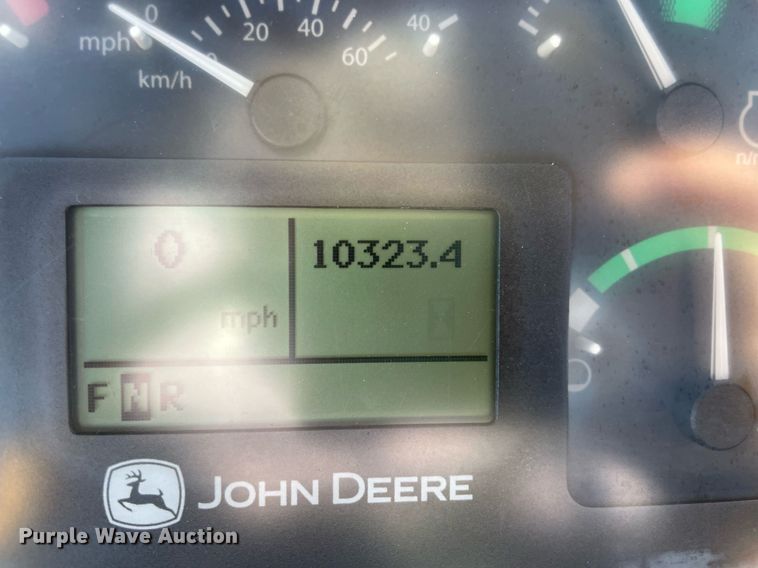 0
mph
20
40
40
60
km/h
0 10323.4
mph
F N R
JOHN DEERE
Purple Wave Auction